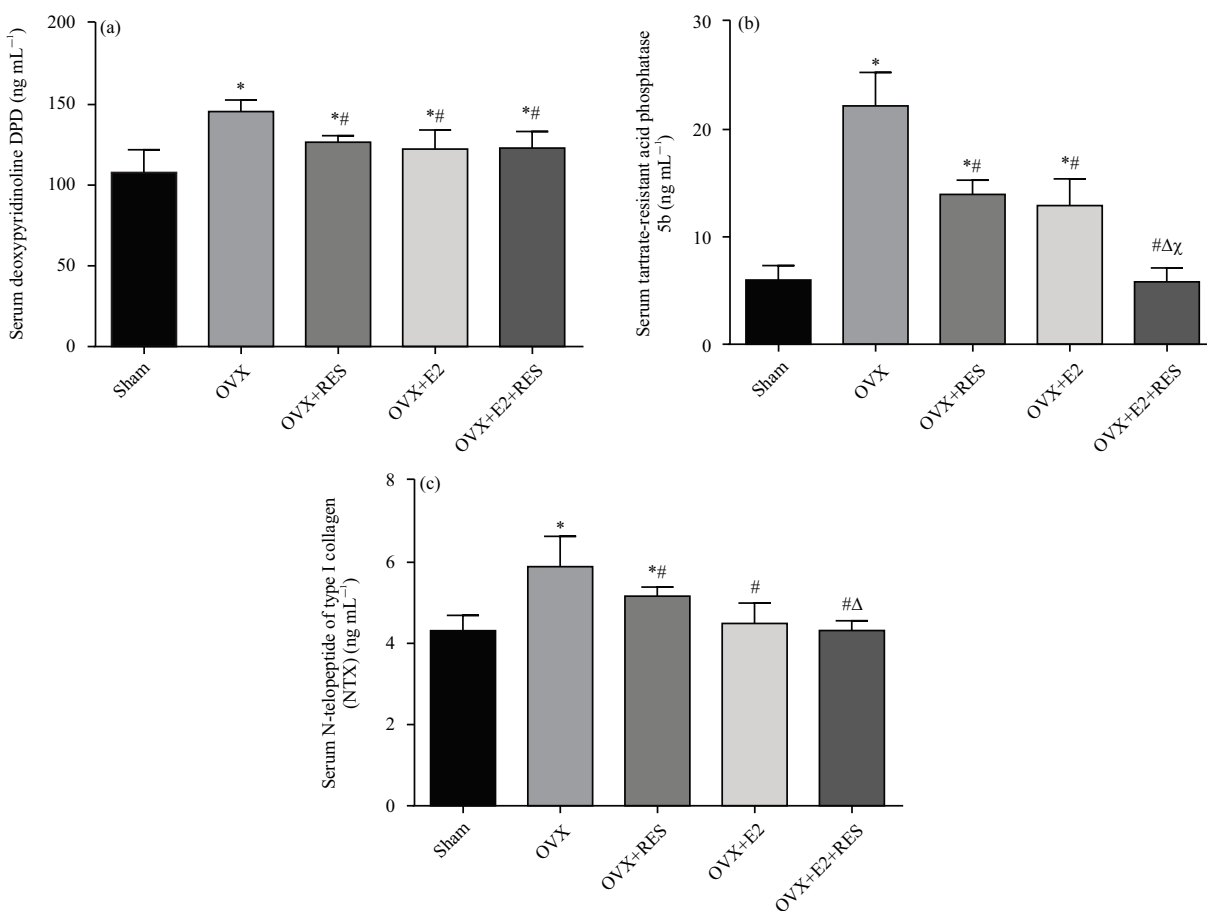 (a)
Serum deoxypyridinoline DPD (ng mL⁻¹)
200
150
100
50
0
*
*#
*#
*#
Sham
OVX
OVX+RES
OVX+E2
OVX+E2+RES
(b)
Serum tartrate-resistant acid phosphatase
5b (ng mL⁻¹)
30
20
10
0
*
*#
*#
#Δχ
Sham
OVX
OVX+RES
OVX+E2
OVX+E2+RES
(c)
Serum N-telopeptide of type I collagen
(NTX) (ng mL⁻¹)
8
6
4
2
0
*
*#
#
#Δ
Sham
OVX
OVX+RES
OVX+E2
OVX+E2+RES